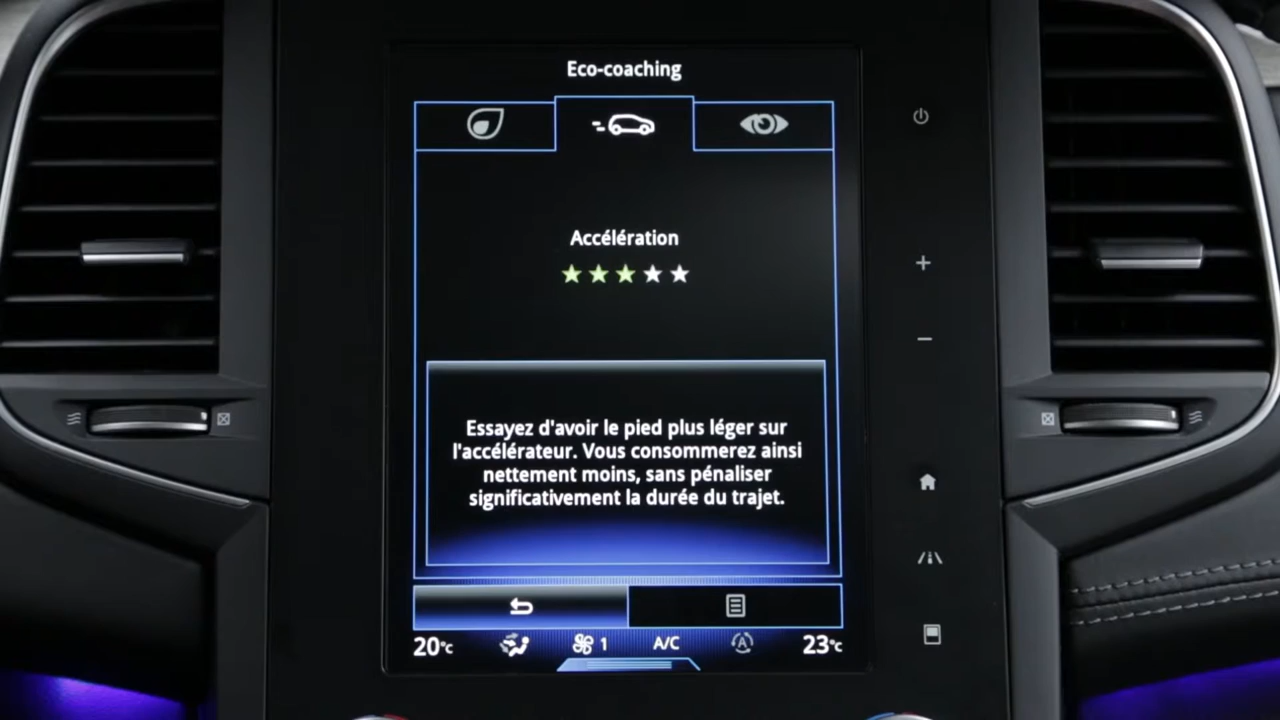 Eco-coaching
Accélération
Essayez d'avoir le pied plus léger sur
l'accélérateur. Vous consommerez ainsi
nettement moins, sans pénaliser
significativement la durée du trajet.
20°C 1 A/C A 23°C